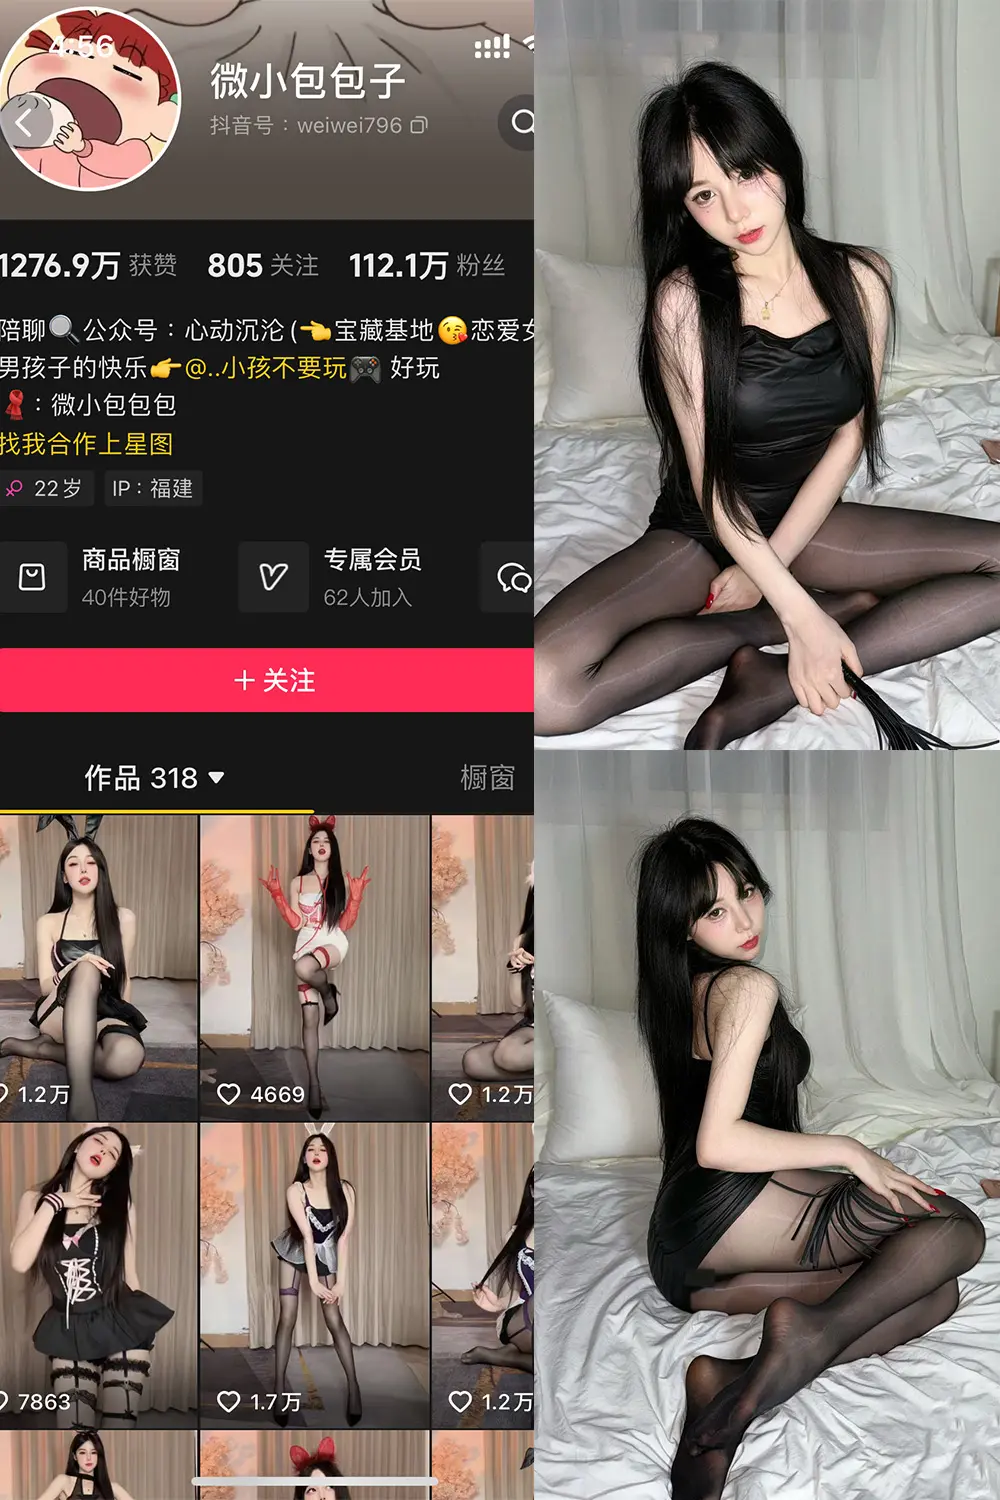 4:56
微小包包子
抖音号：weiwei796
1276.9万 获赞 805 关注 112.1万 粉丝
陪聊🔍公众号：心动沉沦(👈宝藏基地😘恋爱女
男孩子的快乐👉@..小孩不要玩🎮 好玩
🧣：微小包包包
找我合作上星图
22岁 IP：福建
商品橱窗
40件好物
专属会员
62人加入
+ 关注
作品 318 橱窗
1.2万 4669 1.2万
7863 1.7万 1.2万